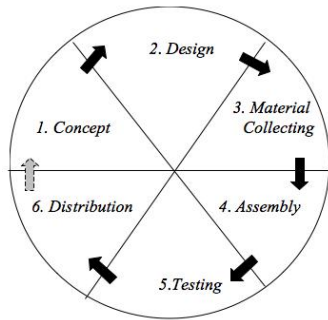 1. Concept
2. Design
3. Material
Collecting
4. Assembly
5.Testing
6. Distribution